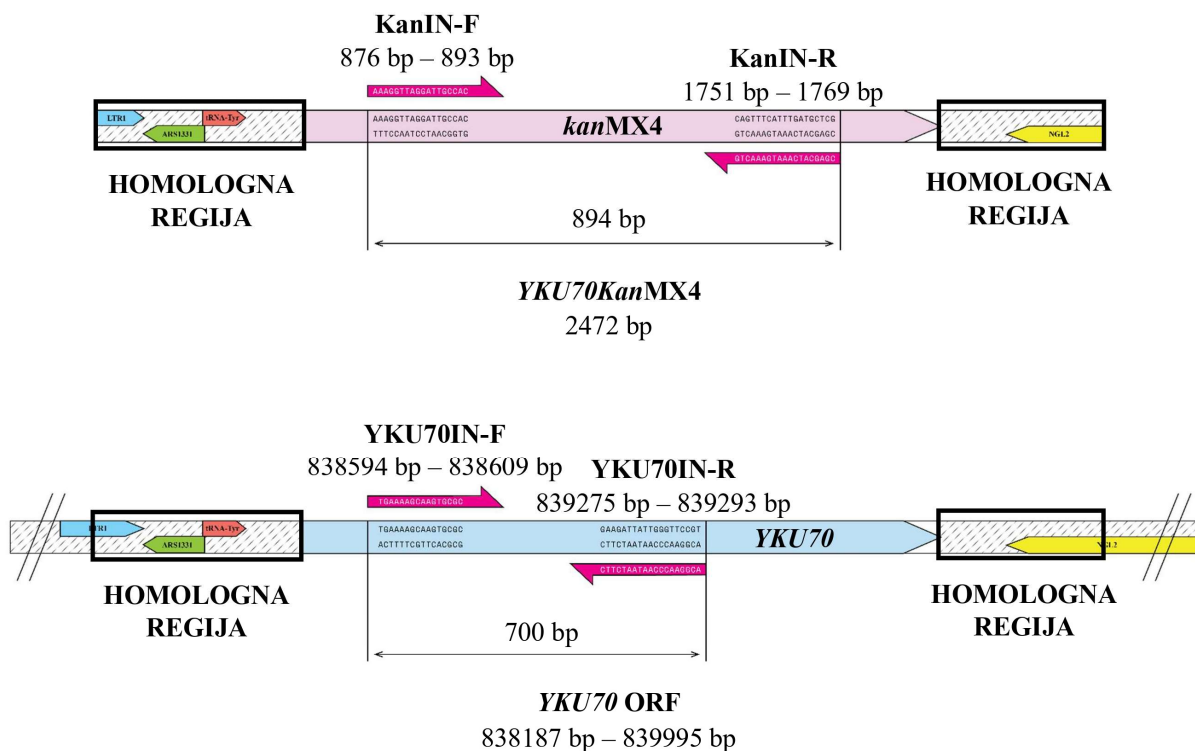 KanIN-F
876 bp – 893 bp
KanIN-R
1751 bp – 1769 bp
AAAGGTTAGGATTGCCAC
LTR1
tRNA-Tyr
ARS1331
AAAGGTTAGGATTGCCAC
TTTCCAATCCTAACGGTG
kanMX4
CAGTTTCATTTGATGCTCG
GTCAAAGTAAACTACGAGC
NGL2
GTCAAAGTAAACTACGAGC
HOMOLOGNA
REGIJA
HOMOLOGNA
REGIJA
894 bp
YKU70KanMX4
2472 bp
YKU70IN-F
838594 bp – 838609 bp
YKU70IN-R
839275 bp – 839293 bp
TGAAAAGCAAGTGCGC
LTR1
tRNA-Tyr
ARS1331
TGAAAAGCAAGTGCGC
ACTTTTCGTTCACGCG
GAAGATTATTGGGTTCCGT
CTTCTAATAACCCAAGGCA
YKU70
NGL2
CTTCTAATAACCCAAGGCA
HOMOLOGNA
REGIJA
HOMOLOGNA
REGIJA
700 bp
YKU70 ORF
838187 bp – 839995 bp